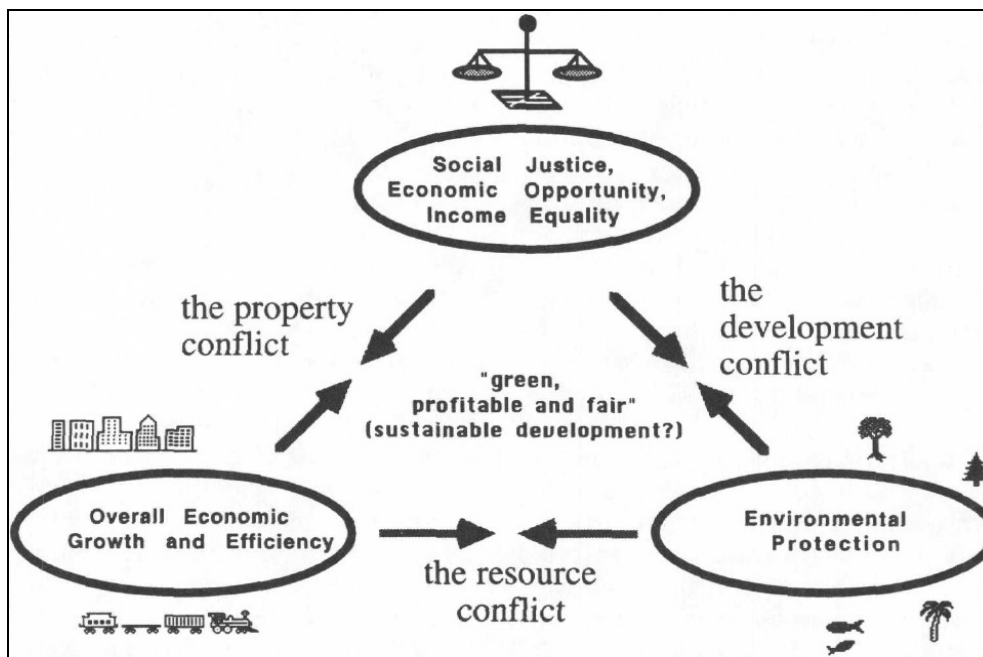 Social Justice,
Economic Opportunity,
Income Equality
the property
conflict
the
development
conflict
"green,
profitable and fair"
(sustainable development?)
Overall Economic
Growth and Efficiency
Environmental
Protection
the resource
conflict